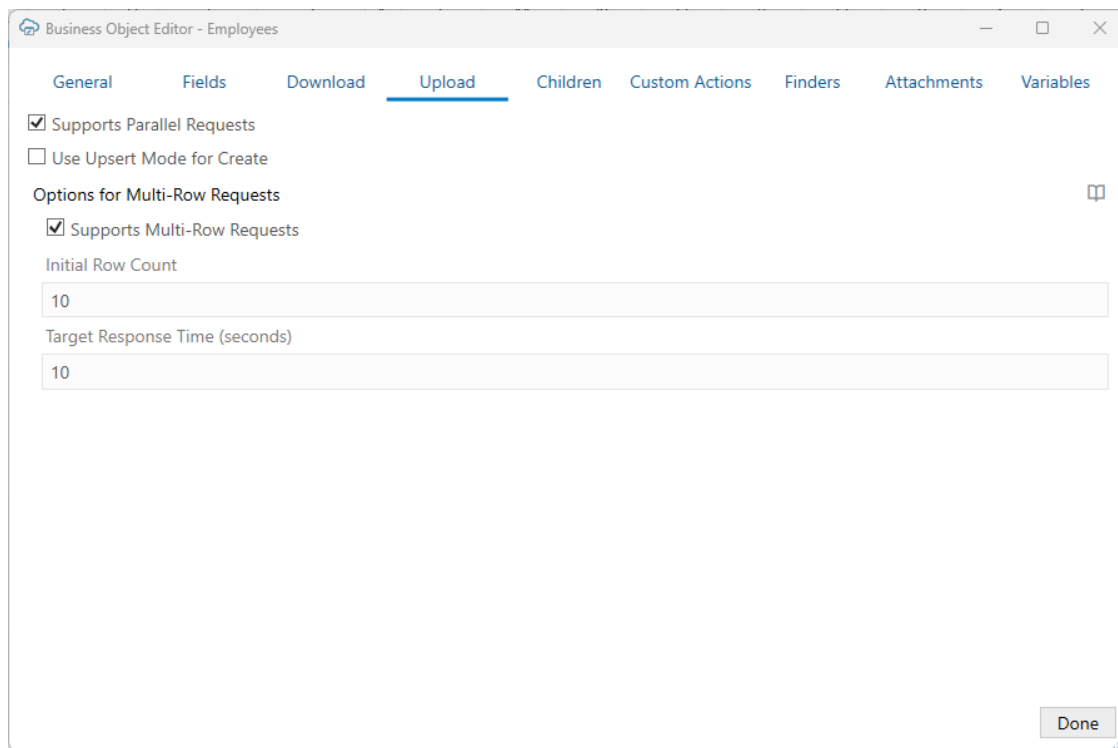 Business Object Editor - Employees
General Fields Download Upload Children Custom Actions Finders Attachments Variables
Supports Parallel Requests
Use Upsert Mode for Create
Options for Multi-Row Requests
Supports Multi-Row Requests
Initial Row Count
10
Target Response Time (seconds)
10
Done